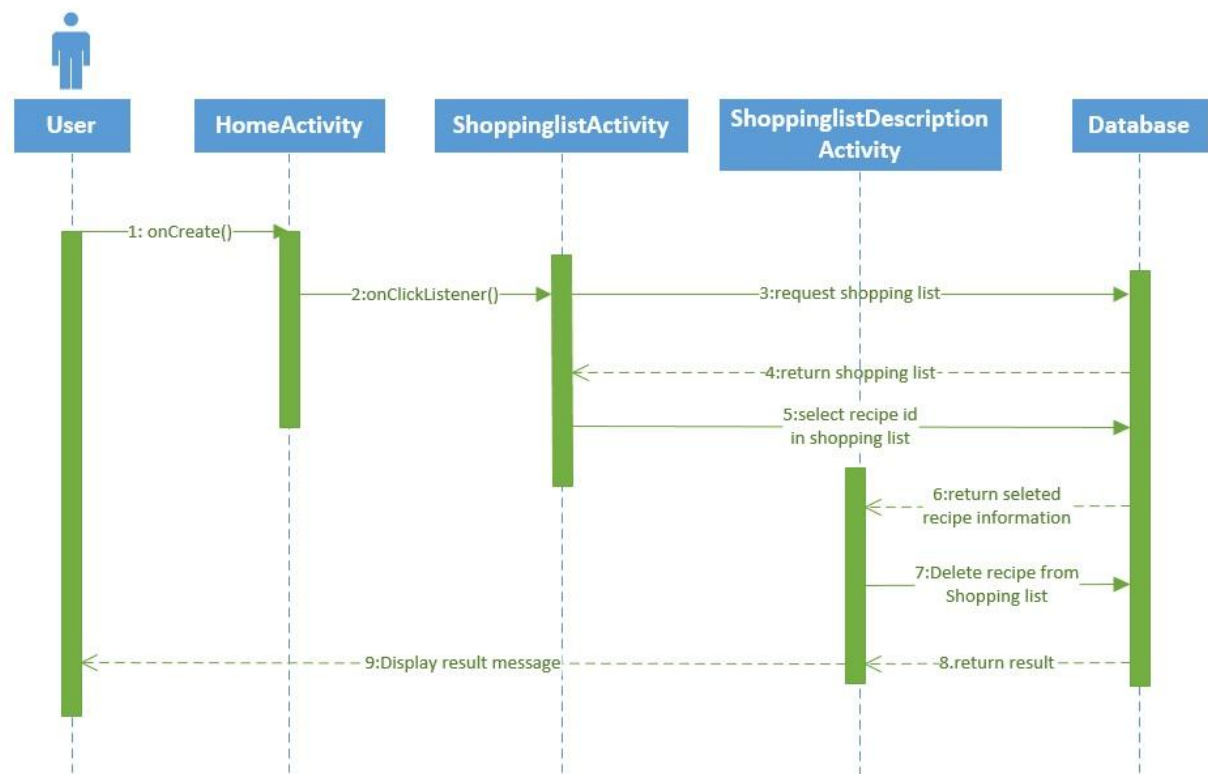 User
HomeActivity
ShoppinglistActivity
ShoppinglistDescription
Activity
Database
1: onCreate()
2:onClickListener()
3:request shopping list
4:return shopping list
5:select recipe id
in shopping list
6:return seleted
recipe information
7:Delete recipe from
Shopping list
8.return result
9:Display result message